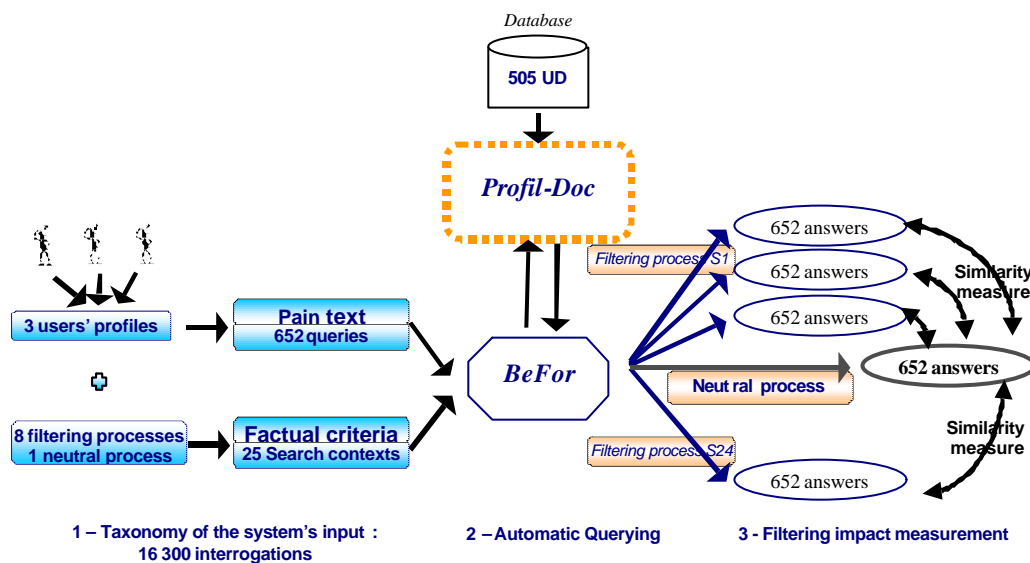 Database
505 UD
Profil-Doc
3 users' profiles
Pain text
652 queries
8 filtering processes
1 neutral process
Factual criteria
25 Search contexts
BeFor
Filtering process S1
652 answers
652 answers
652 answers
Similarity
measure
Neut ral process
652 answers
Filtering process S24
652 answers
Similarity
measure
1 – Taxonomy of the system's input :
16 300 interrogations
2 – Automatic Querying
3 - Filtering impact measurement